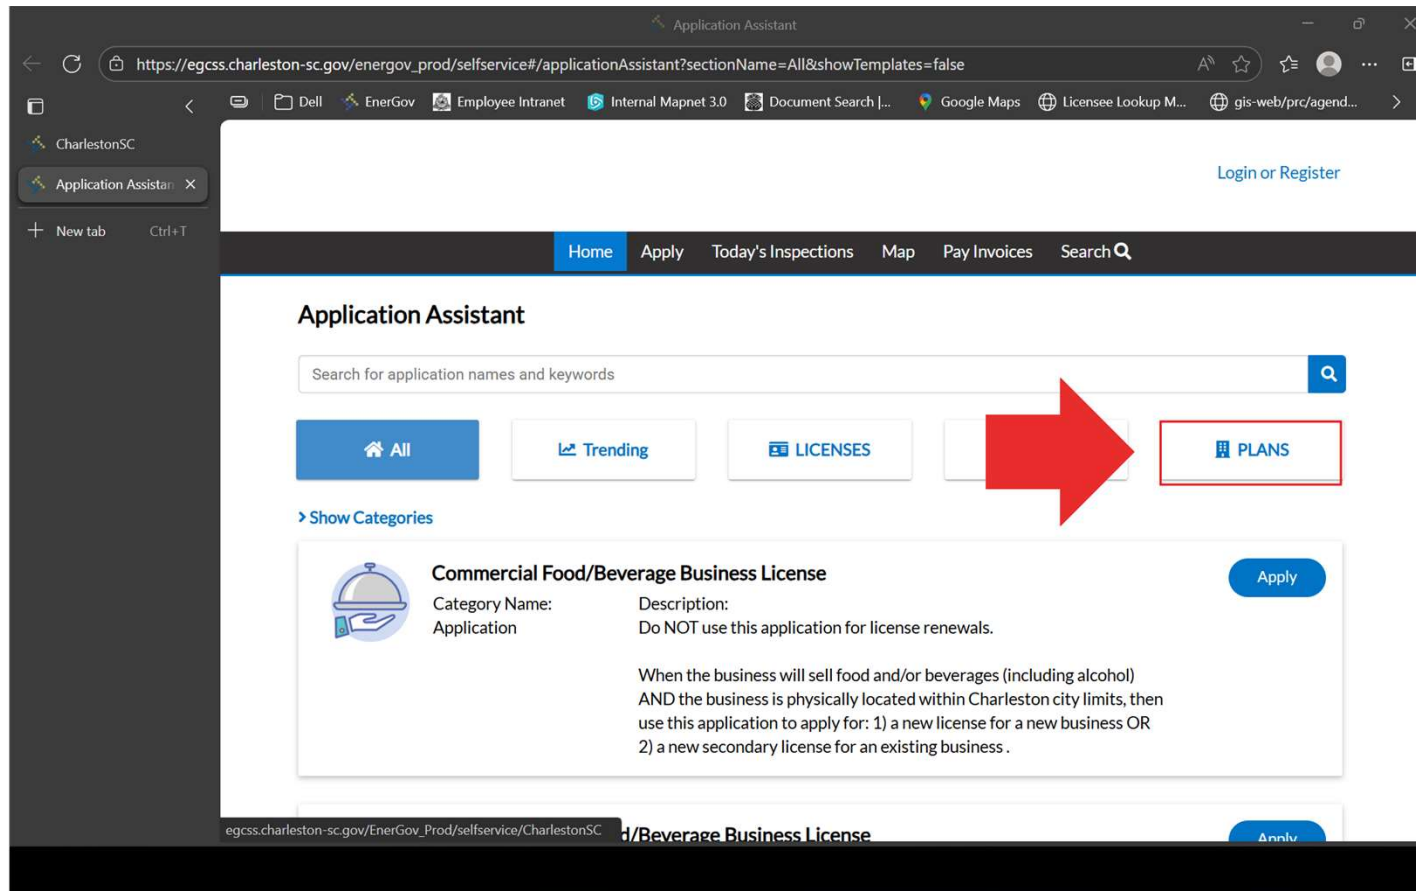 Application Assistant
https://egcss.charleston-sc.gov/energov_prod/selfservice#/applicationAssistant?sectionName=All&showTemplates=false
Dell EnerGov Employee Intranet Internal Mapnet 3.0 Document Search |... Google Maps Licensee Lookup M... gis-web/prc/agend...
CharlestonSC
Application Assistan
New tab Ctrl+T
Login or Register
Home Apply Today's Inspections Map Pay Invoices Search
Application Assistant
Search for application names and keywords
All Trending LICENSES PLANS
Show Categories
Commercial Food/Beverage Business License
Apply
Category Name: Description:
Application Do NOT use this application for license renewals.
When the business will sell food and/or beverages (including alcohol)
AND the business is physically located within Charleston city limits, then
use this application to apply for: 1) a new license for a new business OR
2) a new secondary license for an existing business .
egcss.charleston-sc.gov/EnerGov_Prod/selfservice/CharlestonSC
d/Beverage Business License
Apply